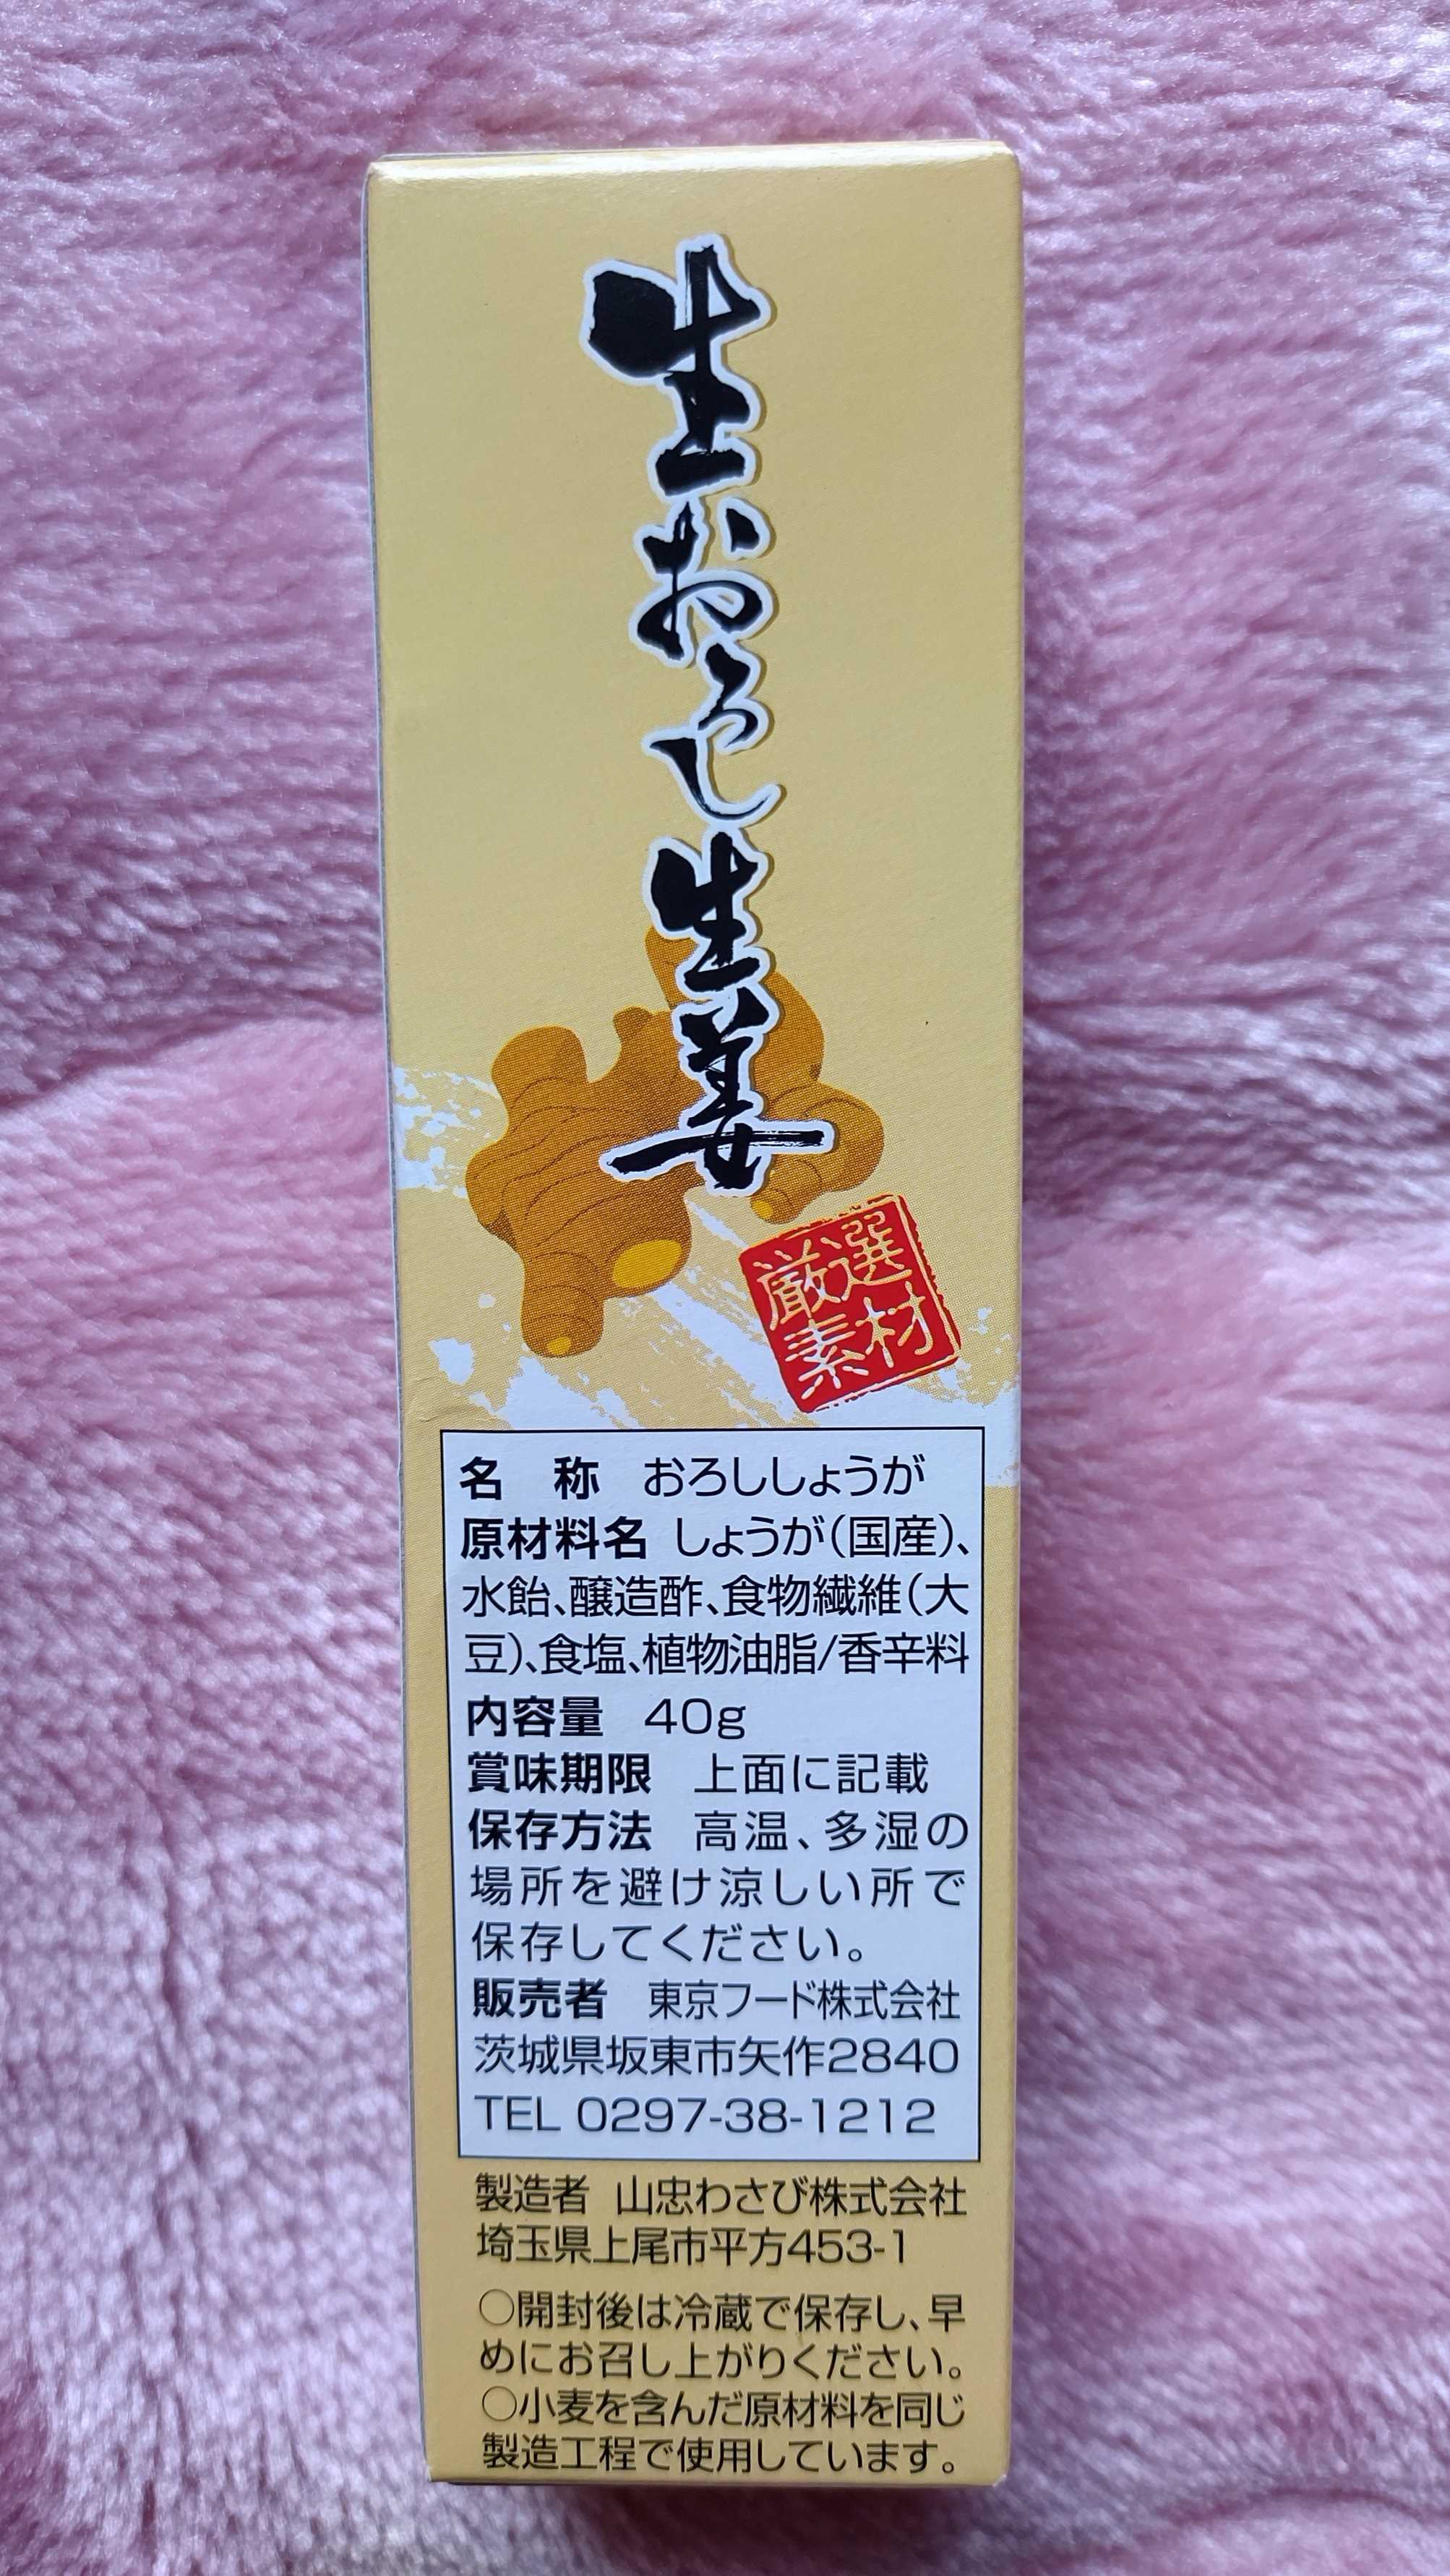 生おろし生姜
厳選
素材
名 称 おろししょうが
原材料名 しょうが(国産)、
水飴、醸造酢、食物繊維(大
豆)、食塩、植物油脂/香辛料
内容量 40g
賞味期限 上面に記載
保存方法 高温、多湿の
場所を避け涼しい所で
保存してください。
販売者 東京フード株式会社
茨城県坂東市矢作2840
TEL 0297-38-1212
製造者 山忠わさび株式会社
埼玉県上尾市平方453-1
○開封後は冷蔵で保存し、早
めにお召し上がりください。
○小麦を含んだ原材料を同じ
製造工程で使用しています。